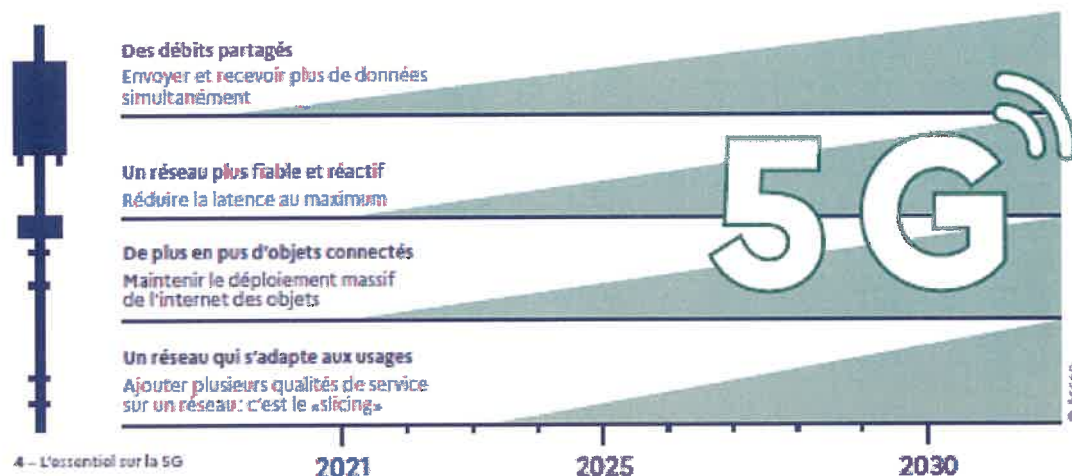 Des débits partagés
Envoyer et recevoir plus de données
simultanément
Un réseau plus fiable et réactif
Réduire la latence au maximum
De plus en pus d'objets connectés
Maintenir le déploiement massif
de l'internet des objets
Un réseau qui s'adapte aux usages
Ajouter plusieurs qualités de service
sur un réseau: c'est le «slicing»
5G
2021
2025
2030
4 – L'essentiel sur la 5G